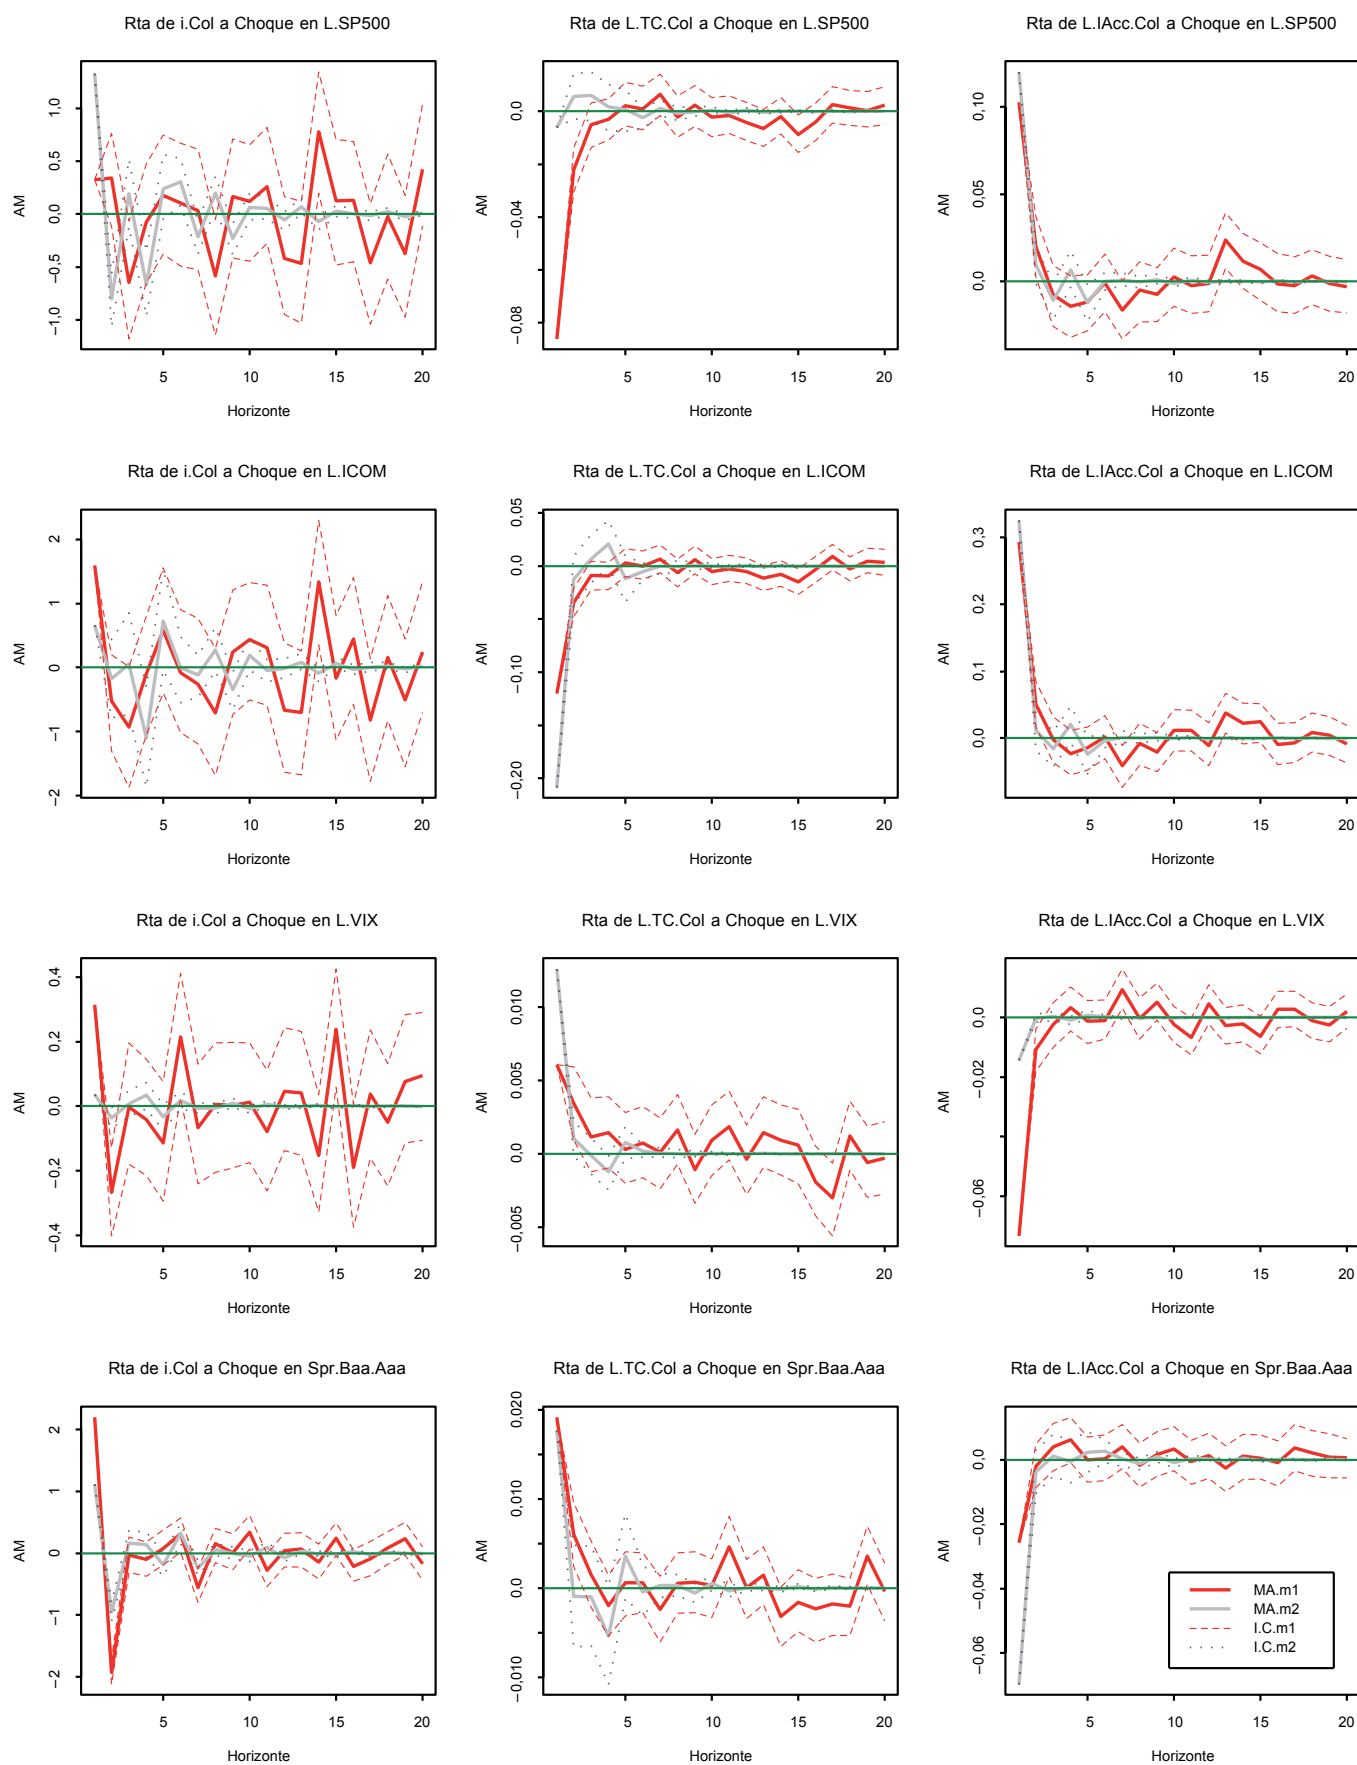 Rta de i.Col a Choque en L.SP500
AM
1,0
0,5
0,0
−0,5
−1,0
5
10
15
20
Horizonte
Rta de L.TC.Col a Choque en L.SP500
AM
0,0
−0,04
−0,08
5
10
15
20
Horizonte
Rta de L.IAcc.Col a Choque en L.SP500
AM
0,10
0,05
0,0
5
10
15
20
Horizonte
Rta de i.Col a Choque en L.ICOM
AM
2
1
0
−1
−2
5
10
15
20
Horizonte
Rta de L.TC.Col a Choque en L.ICOM
AM
0,05
0,0
−0,10
−0,20
5
10
15
20
Horizonte
Rta de L.IAcc.Col a Choque en L.ICOM
AM
0,3
0,2
0,1
0,0
5
10
15
20
Horizonte
Rta de i.Col a Choque en L.VIX
AM
0,4
0,2
0,0
−0,2
−0,4
5
10
15
20
Horizonte
Rta de L.TC.Col a Choque en L.VIX
AM
0,010
0,005
0,0
−0,005
5
10
15
20
Horizonte
Rta de L.IAcc.Col a Choque en L.VIX
AM
0,0
−0,02
−0,06
5
10
15
20
Horizonte
Rta de i.Col a Choque en Spr.Baa.Aaa
AM
2
1
0
−1
−2
5
10
15
20
Horizonte
Rta de L.TC.Col a Choque en Spr.Baa.Aaa
AM
0,020
0,010
0,0
−0,010
5
10
15
20
Horizonte
Rta de L.IAcc.Col a Choque en Spr.Baa.Aaa
AM
0,0
−0,02
−0,04
−0,06
MA.m1
MA.m2
I.C.m1
I.C.m2
5
10
15
20
Horizonte